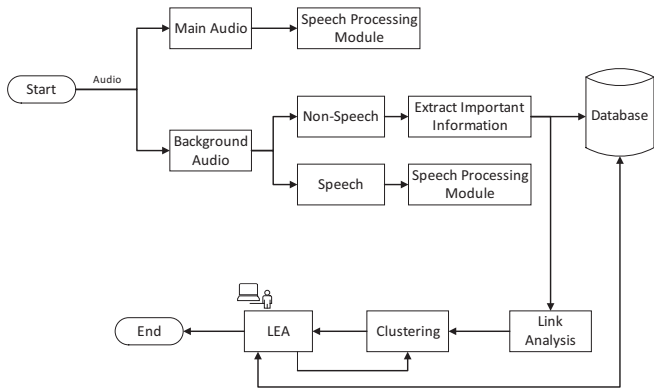 Start
Audio
Main Audio
Speech Processing
Module
Background
Audio
Non-Speech
Extract Important
Information
Database
Speech
Speech Processing
Module
End
LEA
Clustering
Link
Analysis